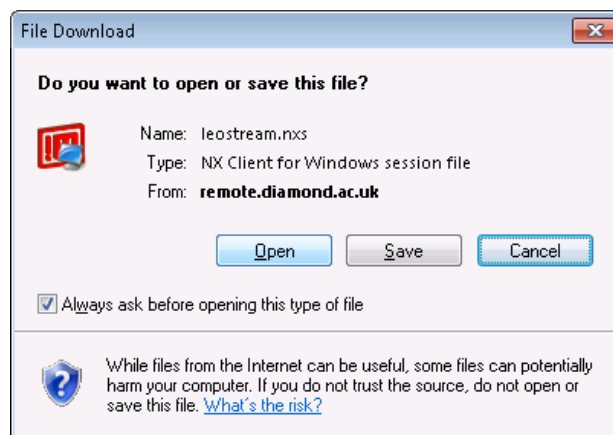 File Download
Do you want to open or save this file?
Name: leostream.nxs
Type: NX Client for Windows session file
From: remote.diamond.ac.uk
Open Save Cancel
Always ask before opening this type of file
While files from the Internet can be useful, some files can potentially
harm your computer. If you do not trust the source, do not open or
save this file. What's the risk?